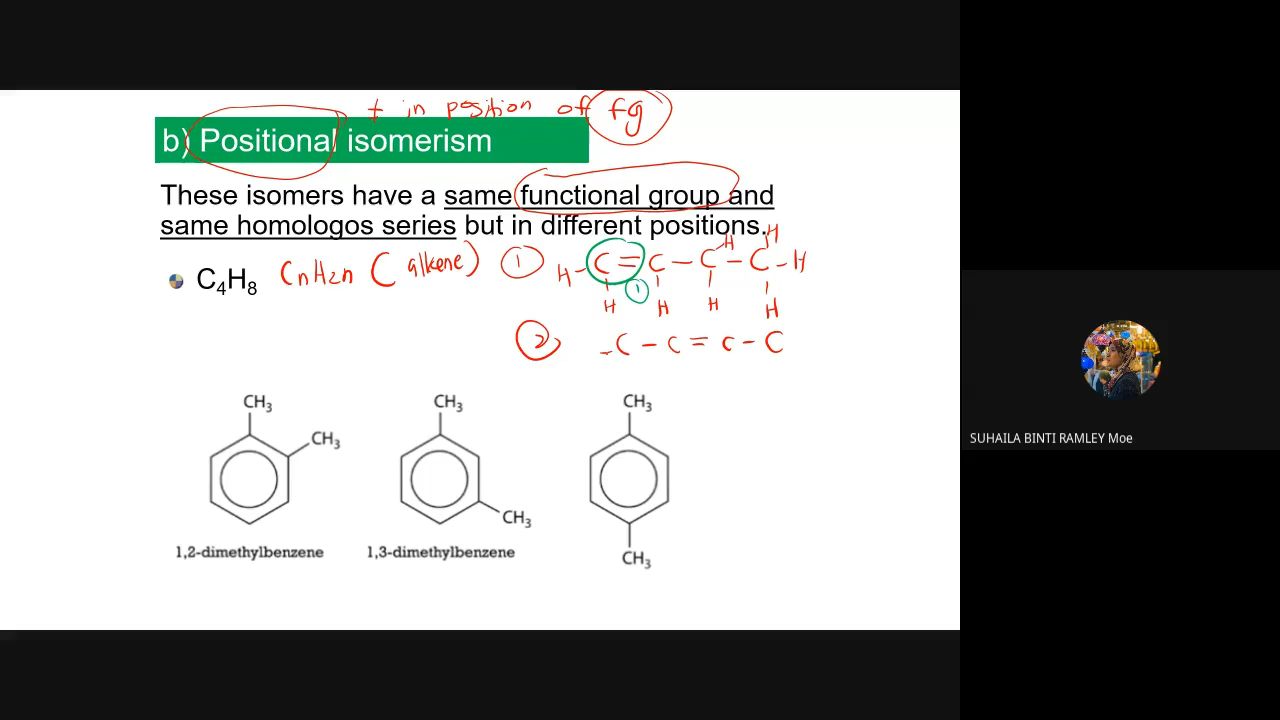 ≠ in position of fg
b) Positional isomerism
These isomers have a same functional group and
same homologos series but in different positions.
C4H8 CnH2n (alkene) ① H-C=C-C-C-H
H H
①
H H H H
② -C-C=C-C
CH3 CH3 CH3
CH3
CH3
1,2-dimethylbenzene 1,3-dimethylbenzene
CH3
SUHAILA BINTI RAMLEY Moe